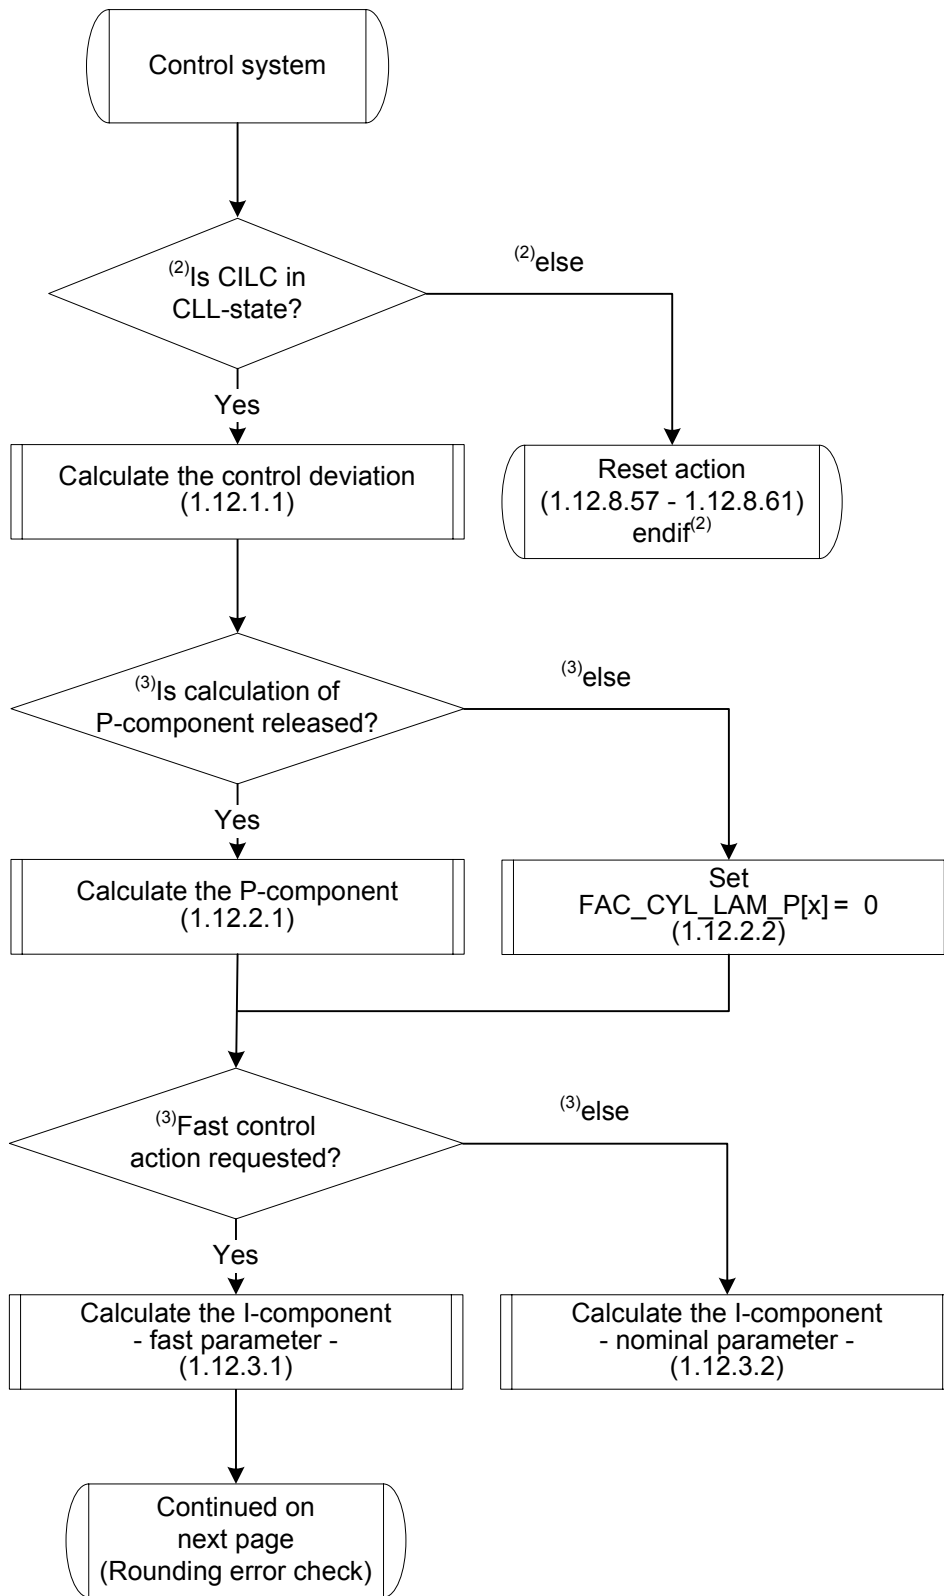 Control system
(2)Is CILC in
CLL-state?
(2)else
Yes
Calculate the control deviation
(1.12.1.1)
Reset action
(1.12.8.57 - 1.12.8.61)
endif(2)
(3)Is calculation of
P-component released?
(3)else
Yes
Calculate the P-component
(1.12.2.1)
Set
FAC_CYL_LAM_P[x] = 0
(1.12.2.2)
(3)Fast control
action requested?
(3)else
Yes
Calculate the I-component
- fast parameter -
(1.12.3.1)
Calculate the I-component
- nominal parameter -
(1.12.3.2)
Continued on
next page
(Rounding error check)